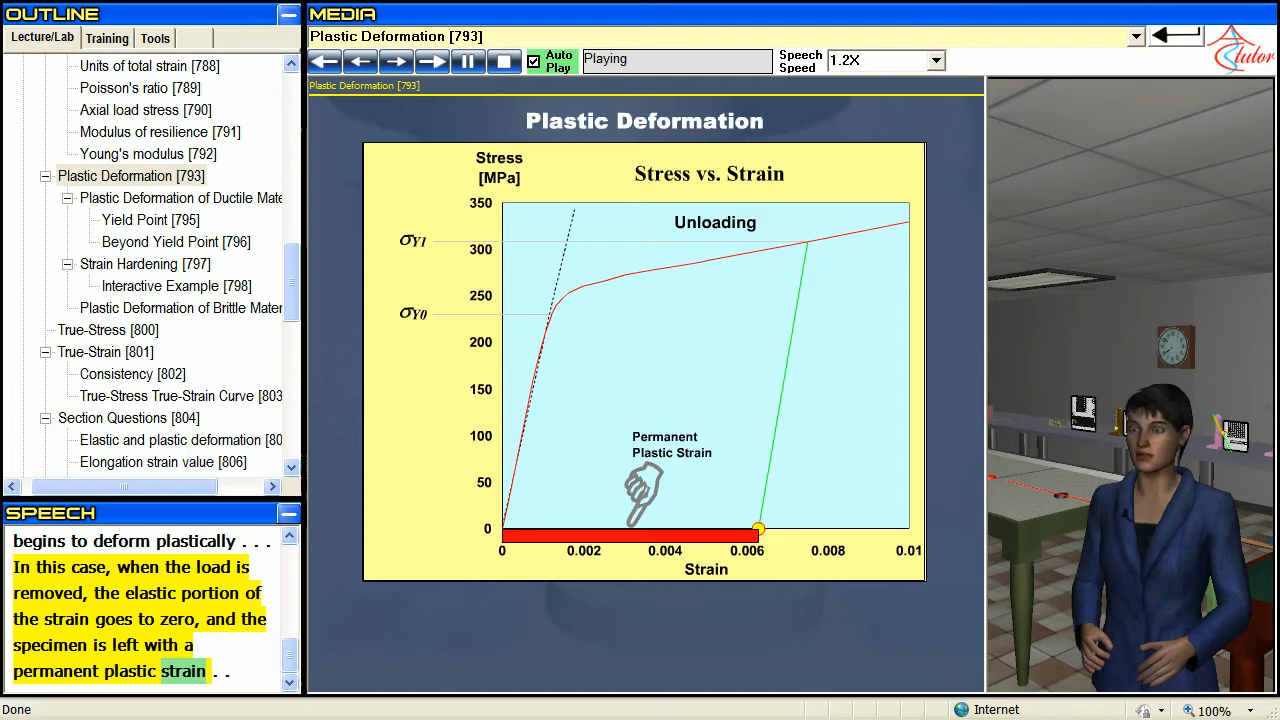 OUTLINE
Lecture/Lab
Training
Tools
Units of total strain [788]
Poisson's ratio [789]
Axial load stress [790]
Modulus of resilience [791]
Young's modulus [792]
Plastic Deformation [793]
Plastic Deformation of Ductile Mate
Yield Point [795]
Beyond Yield Point [796]
Strain Hardening [797]
Interactive Example [798]
Plastic Deformation of Brittle Mater
True-Stress [800]
True-Strain [801]
Consistency [802]
True-Stress True-Strain Curve [803
Section Questions [804]
Elastic and plastic deformation [80
Elongation strain value [806]
SPEECH
begins to deform plastically . . .
In this case, when the load is
removed, the elastic portion of
the strain goes to zero, and the
specimen is left with a
permanent plastic strain . .
MEDIA
Plastic Deformation [793]
Auto
Play
Playing
Speech
Speed
1.2X
tutor
Plastic Deformation [793]
Plastic Deformation
Stress
[MPa]
Stress vs. Strain
Unloading
350
σY1
300
250
σY0
200
150
100
50
0
Permanent
Plastic Strain
0 0.002 0.004 0.006 0.008 0.01
Strain
Done
Internet
100%